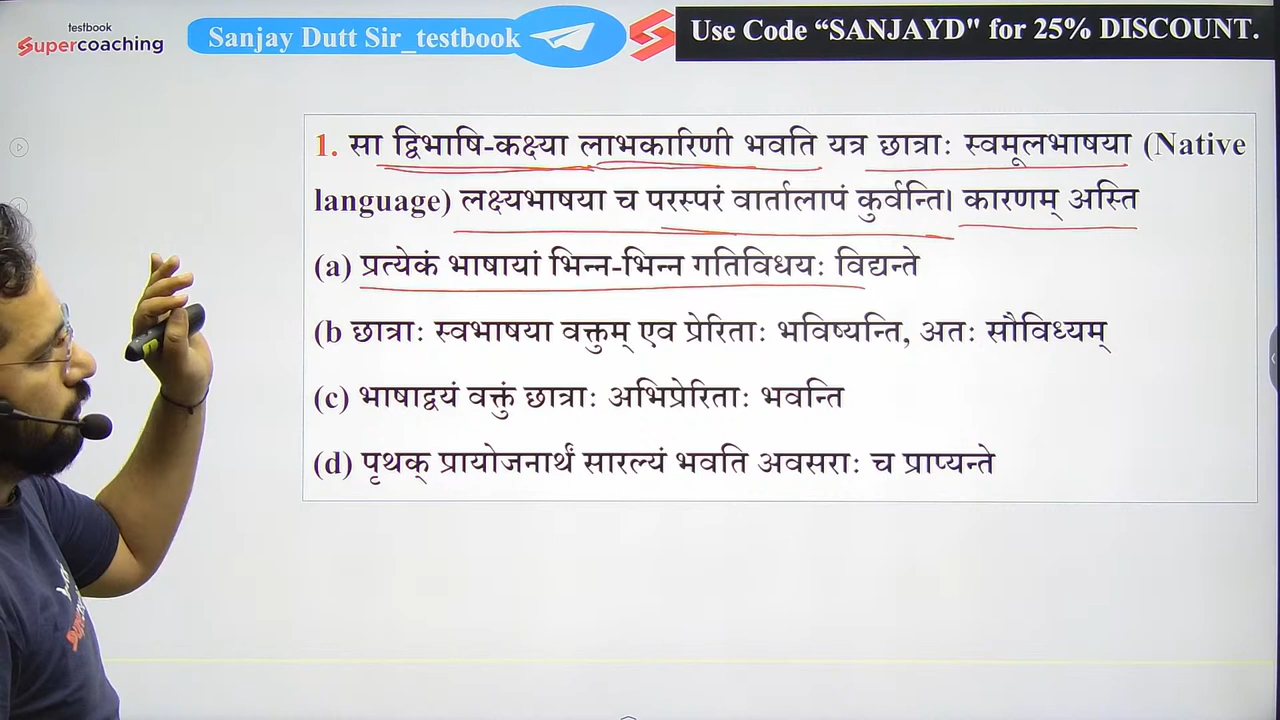 testbook
Supercoaching
Sanjay Dutt Sir_testbook
Use Code “SANJAYD" for 25% DISCOUNT.
1. सा द्विभाषि-कक्ष्या लाभकारिणी भवति यत्र छात्राः स्वमूलभाषया (Native
language) लक्ष्यभाषया च परस्परं वार्तालापं कुर्वन्ति। कारणम् अस्ति
(a) प्रत्येकं भाषायां भिन्न-भिन्न गतिविधयः विद्यन्ते
(b छात्राः स्वभाषया वक्तुम् एव प्रेरिताः भविष्यन्ति, अतः सौविध्यम्
(c) भाषाद्वयं वक्तुं छात्राः अभिप्रेरिताः भवन्ति
(d) पृथक् प्रायोजनार्थं सारल्यं भवति अवसराः च प्राप्यन्ते